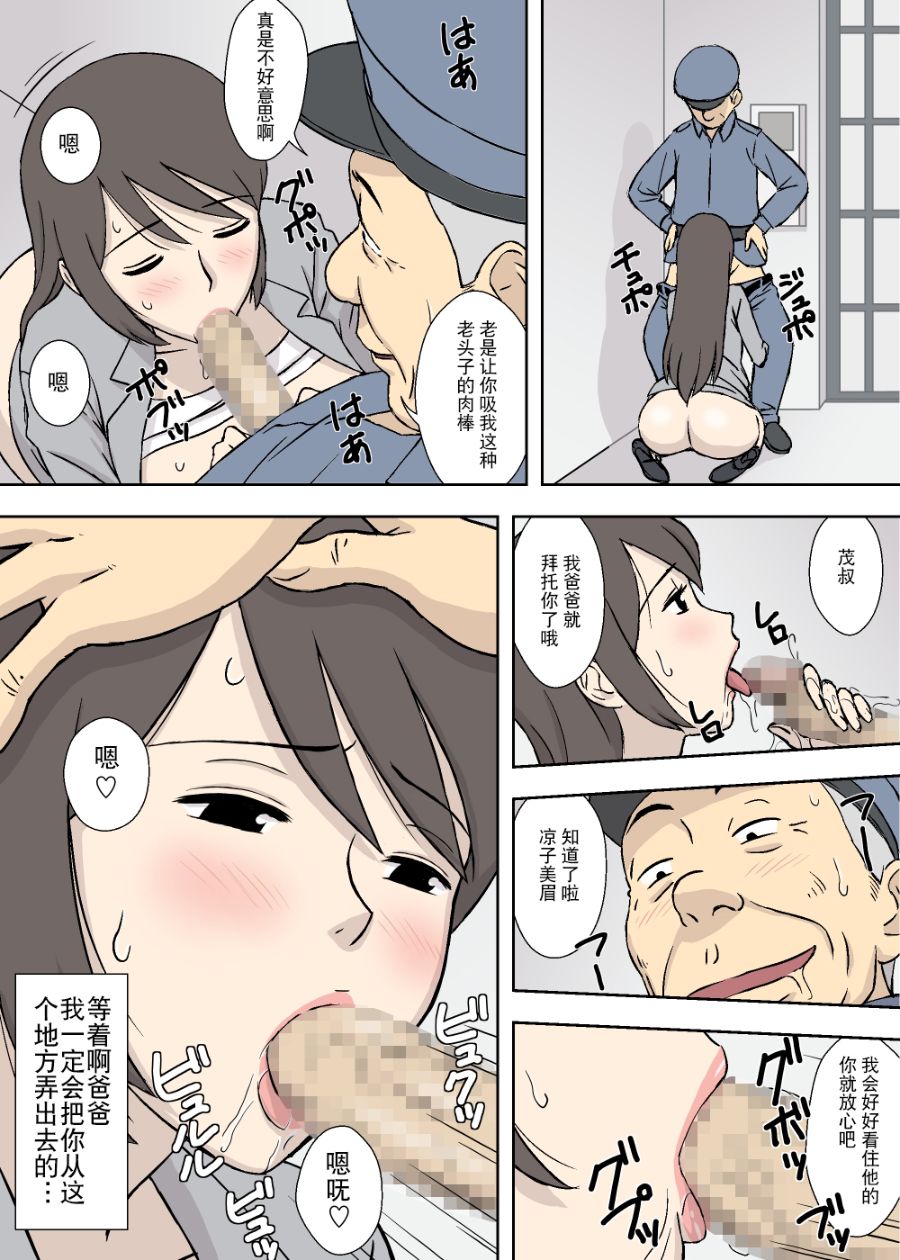 ジュポ
チュポ
はぁ
真是不好意思啊
グポッ
嗯
老是让你吸我这种
老头子的肉棒
嗯
ポブッ
はぁ
茂叔
我爸爸就
拜托你了哦
レロ
レロ
知道了啦
凉子美眉
我会好好看住他的
你就放心吧
グッ
グボ
嗯♡
ビュクッ
ビュルルッ
嗯呒♡
ビュルッ
等着啊爸爸
我一定会把你从这
个地方弄出去的…